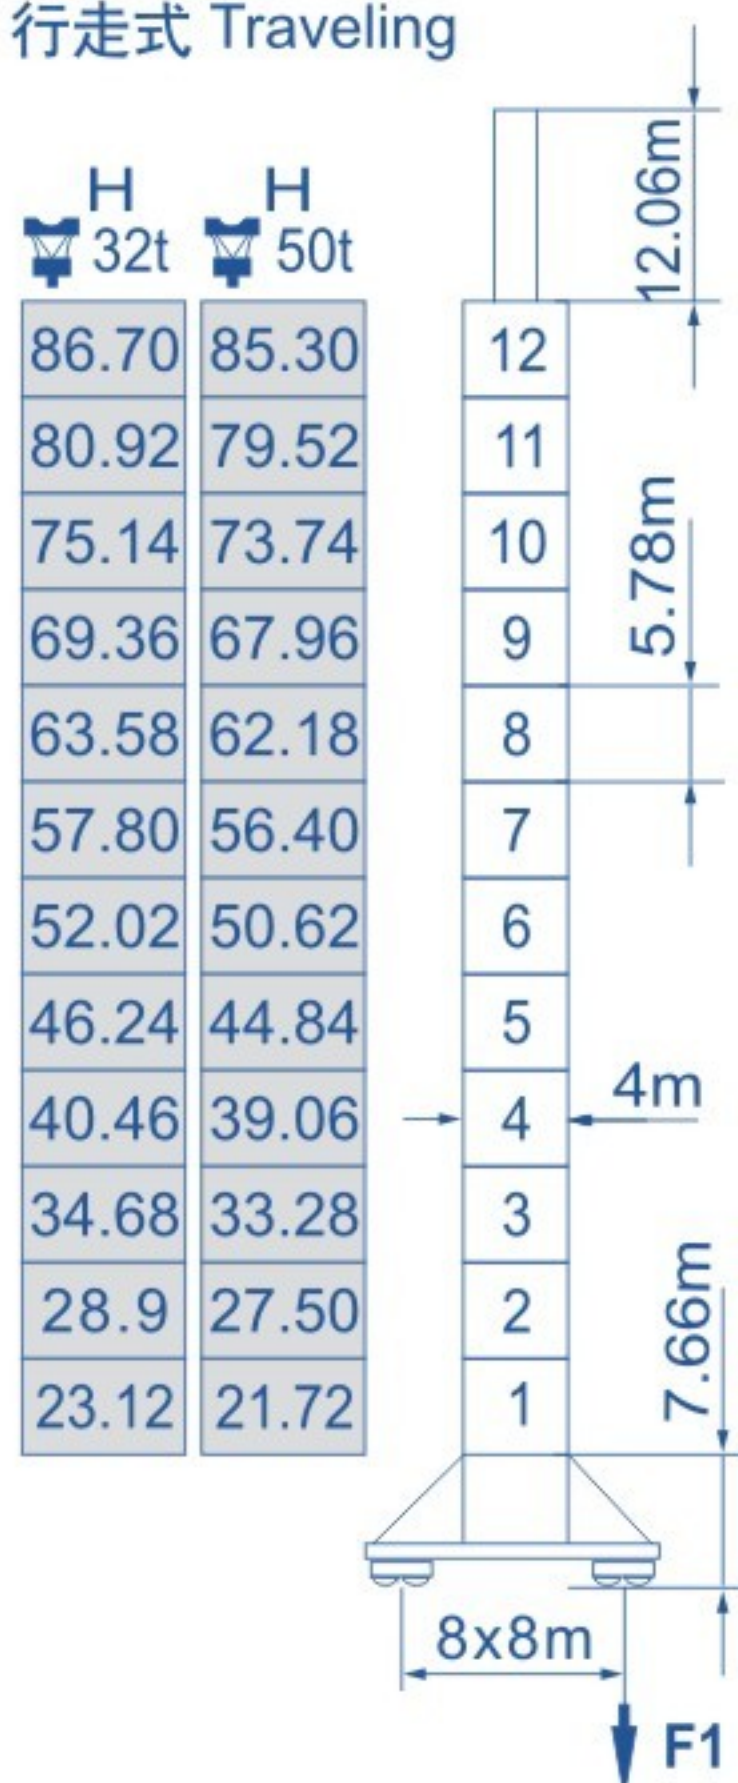 行走式 Traveling
12.06m
H H
32t 50t
86.70 85.30 12
80.92 79.52 11
75.14 73.74 10
5.78m
69.36 67.96 9
63.58 62.18 8
57.80 56.40 7
52.02 50.62 6
46.24 44.84 5
4m
40.46 39.06 4
34.68 33.28 3
7.66m
28.9 27.50 2
23.12 21.72 1
8x8m
F1